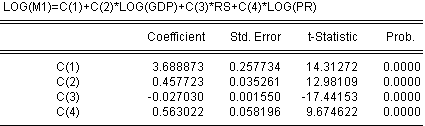 LOG(M1)=C(1)+C(2)*LOG(GDP)+C(3)*RS+C(4)*LOG(PR)
Coefficient Std. Error t-Statistic Prob.
C(1) 3.688873 0.257734 14.31272 0.0000
C(2) 0.457723 0.035261 12.98109 0.0000
C(3) -0.027030 0.001550 -17.44153 0.0000
C(4) 0.563022 0.058196 9.674622 0.0000